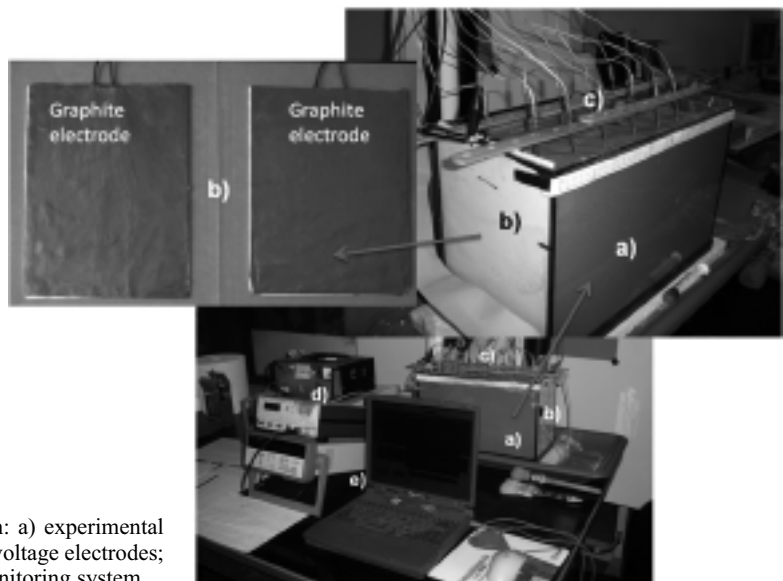 Graphite
electrode
Graphite
electrode
b)
c)
b)
a)
c)
d)
b)
a)
e)
: a) experimental
voltage electrodes;
nitoring system